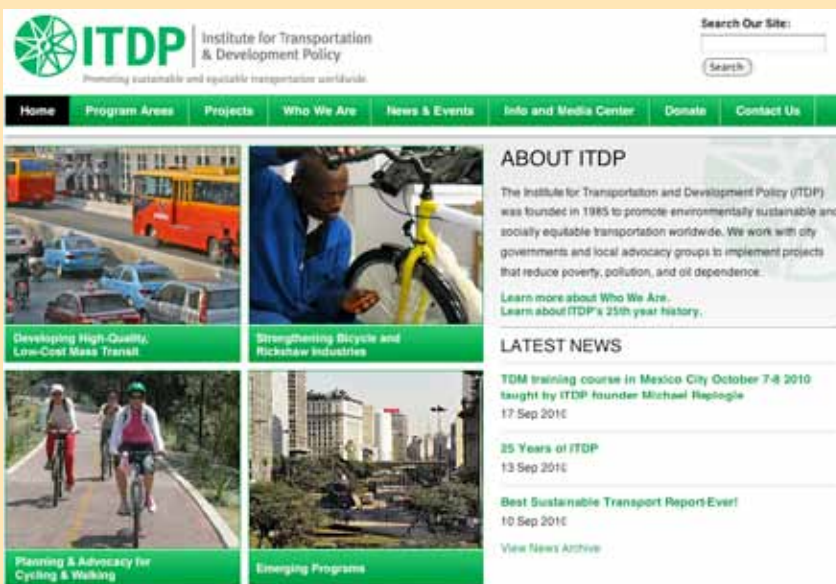 ITDP
Institute for Transportation
& Development Policy
Promoting sustainable and equitable transportation worldwide.
Search Our Site:
Search
Home
Program Areas
Projects
Who We Are
News & Events
Info and Media Center
Donate
Contact Us
Developing High-Quality,
Low-Cost Mass Transit
Strengthening Bicycle and
Rickshaw Industries
Planning & Advocacy for
Cycling & Walking
Emerging Programs
ABOUT ITDP
The Institute for Transportation and Development Policy (ITDP)
was founded in 1985 to promote environmentally sustainable and
socially equitable transportation worldwide. We work with city
governments and local advocacy groups to implement projects
that reduce poverty, pollution, and oil dependence.
Learn more about Who We Are.
Learn about ITDP's 25th year history.
LATEST NEWS
TDM training course in Mexico City October 7-8 2010
taught by ITDP founder Michael Replogle
17 Sep 2010
25 Years of ITDP
13 Sep 2010
Best Sustainable Transport Report Ever!
10 Sep 2010
View News Archive